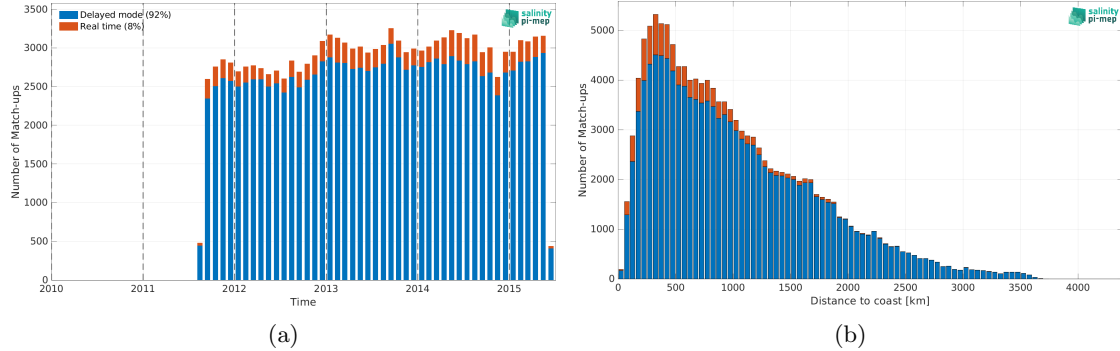 3500
3000
2500
2000
1500
1000
500
0
Number of Match-ups
Delayed mode (92%)
Real time (8%)
salinity
pi-mep
2010
2011
2012
2013
2014
2015
Time
(a)
5000
4000
3000
2000
1000
0
Number of Match-ups
salinity
pi-mep
0
500
1000
1500
2000
2500
3000
3500
4000
Distance to coast [km]
(b)